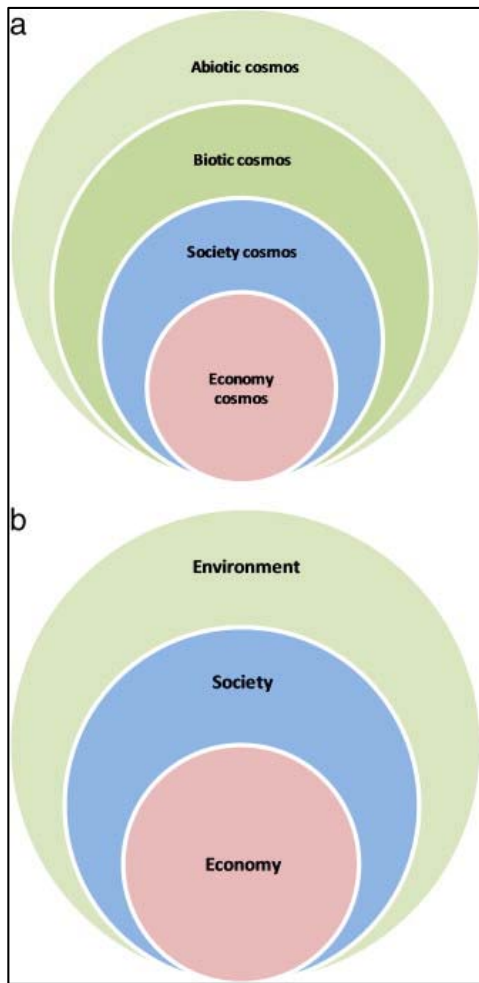 a
Abiotic cosmos
Biotic cosmos
Society cosmos
Economy
cosmos
b
Environment
Society
Economy